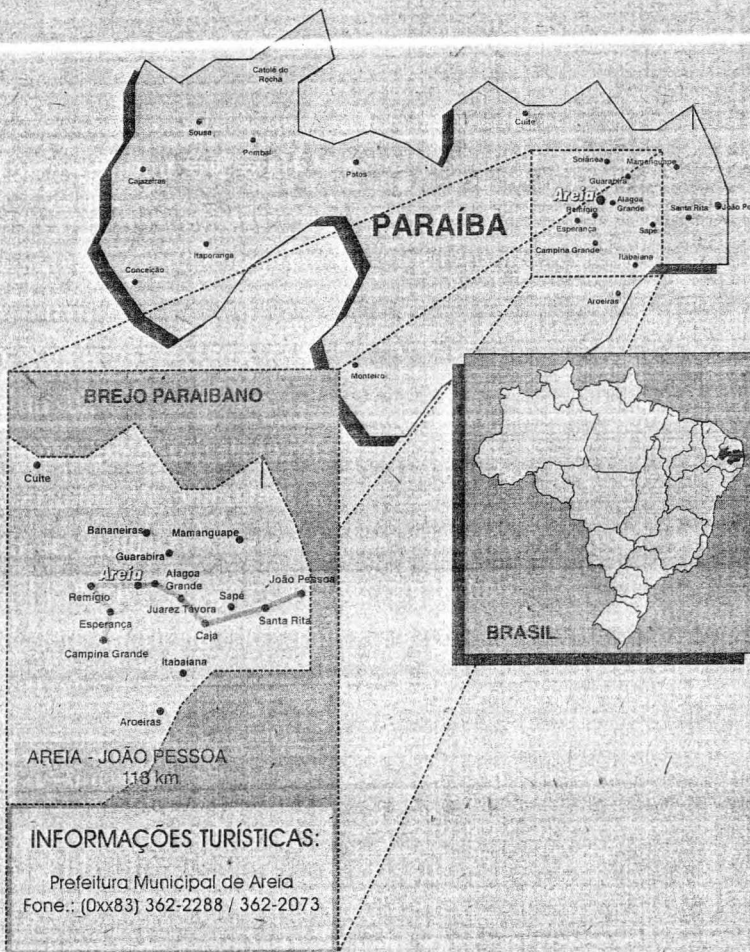 Catolé do
Rocha
Sousa
Pombal
Cajazeiras
Patos
Itaporanga
Conceição
Monteiro
PARAÍBA
Cuite
Solânea
Mamanguape
Guarabira
Areia
Alagoa
Grande
Remígio
Esperança
Santa Rita
João Pe
Sapé
Campina Grande
Itabaiana
Aroeiras
BREJO PARAIBANO
Cuite
Bananeiras
Mamanguape
Guarabira
Areia
Alagoa
Grande
João Pessoa
Remígio
Juarez Távora
Sapé
Esperança
Cajá
Santa Rita
Campina Grande
Itabaiana
Aroeiras
AREIA - JOÃO PESSOA
118 km
BRASIL
INFORMAÇÕES TURÍSTICAS:
Prefeitura Municipal de Areia
Fone.: (0xx83) 362-2288 / 362-2073